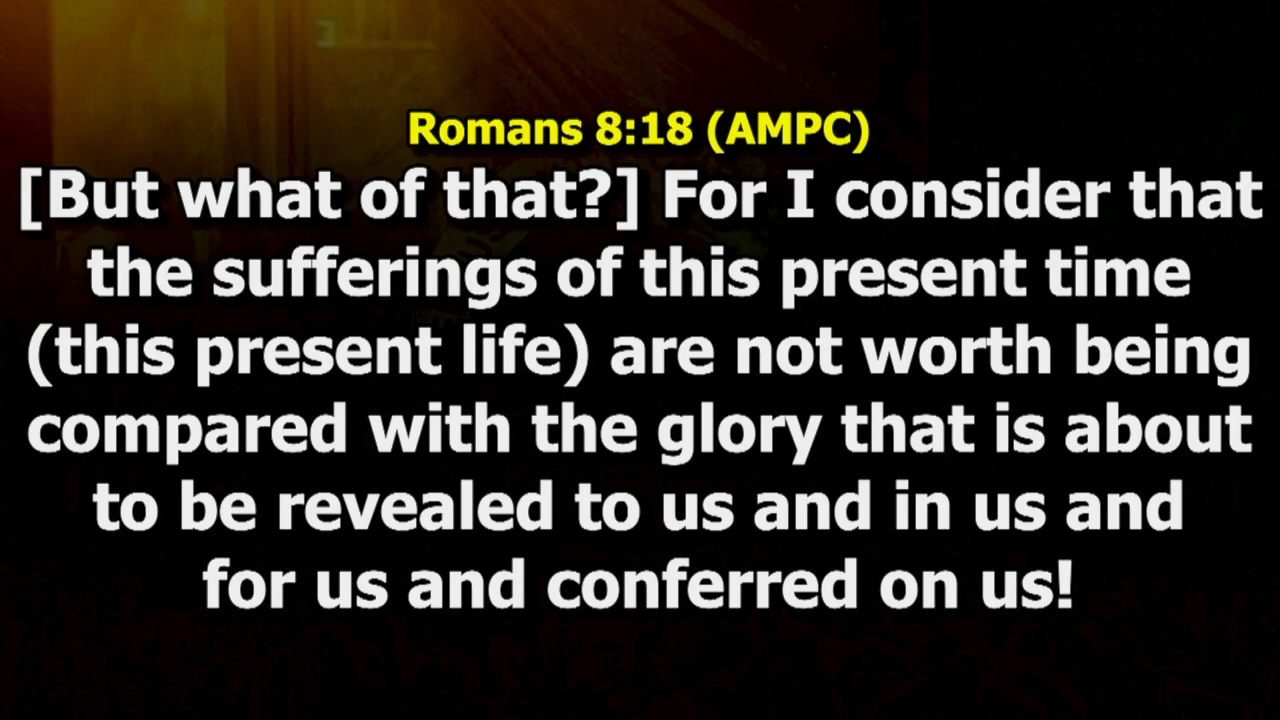 Romans 8:18 (AMPC)
[But what of that?] For I consider that
the sufferings of this present time
(this present life) are not worth being
compared with the glory that is about
to be revealed to us and in us and
for us and conferred on us!